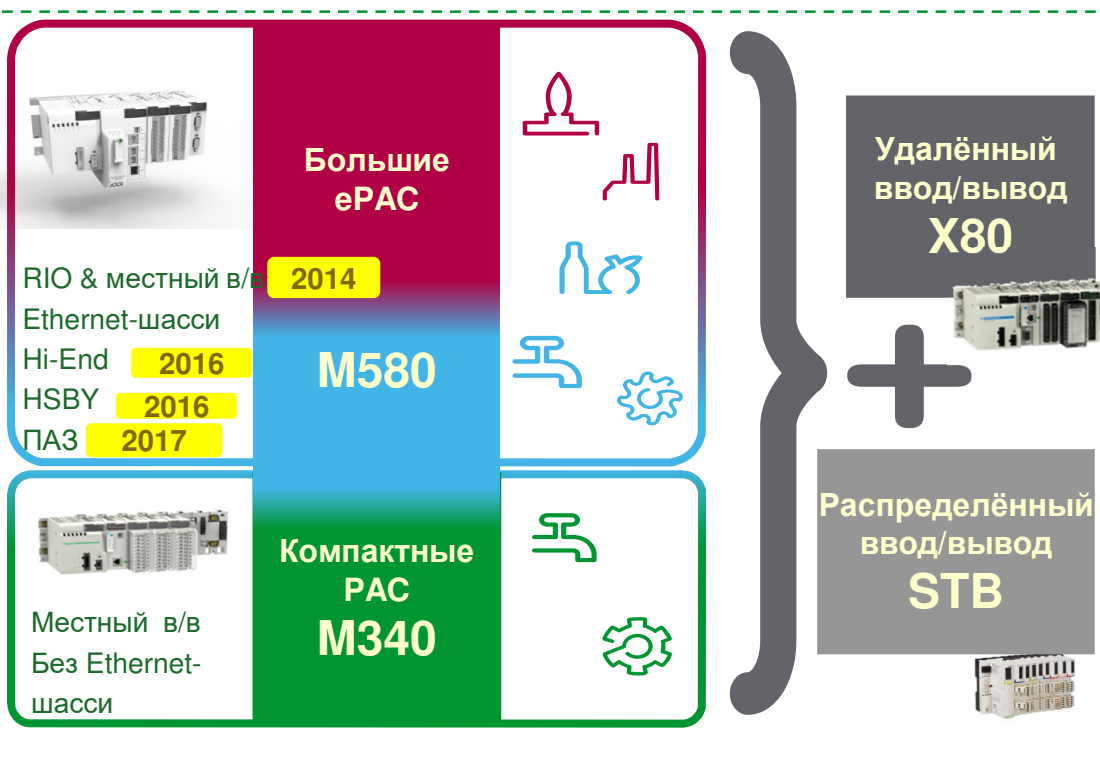 Большие
ePAC
RIO & местный в/в 2014
Ethernet-шасси
Hi-End 2016
HSBY 2016
ПАЗ 2017
M580
Компактные
PAC
M340
Местный в/в
Без Ethernet-
шасси
Удалённый
ввод/вывод
X80
Распределённый
ввод/вывод
STB